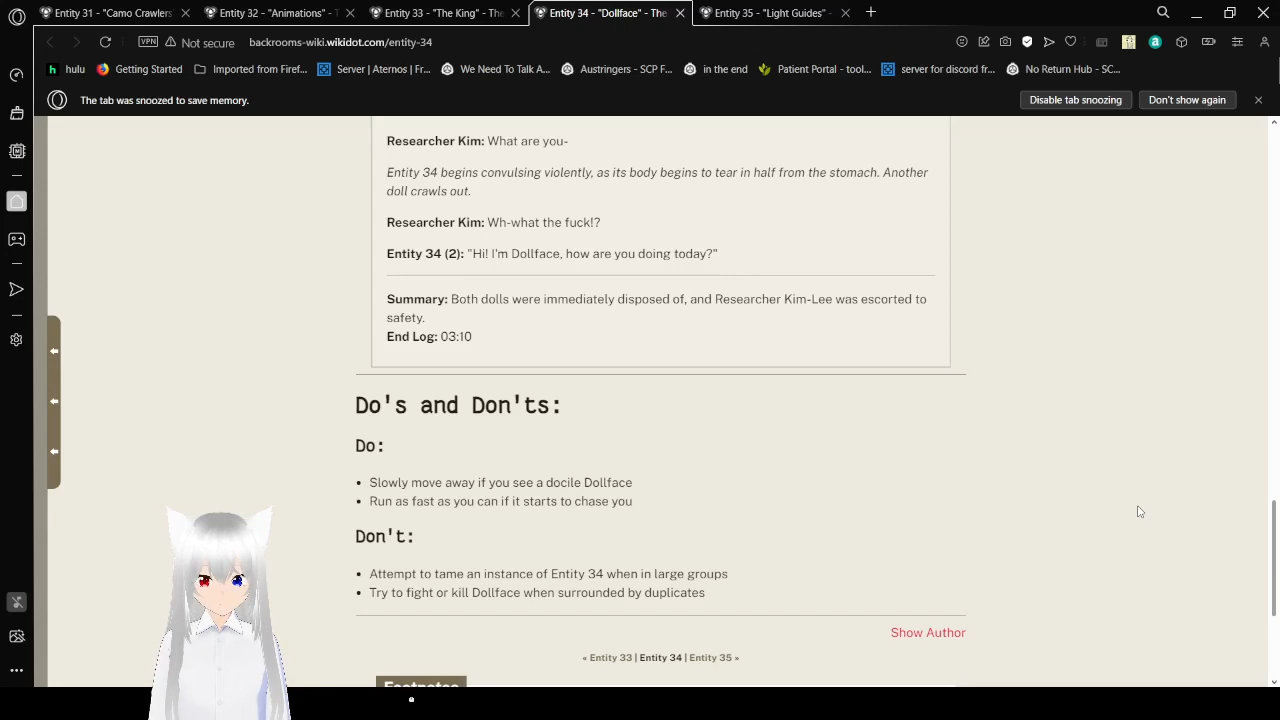 Entity 31 - "Camo Crawlers
Entity 32 - "Animations" - T
Entity 33 - "The King" - The
Entity 34 - "Dollface" - The
Entity 35 - "Light Guides" -
VPN
Not secure
backrooms-wiki.wikidot.com/entity-34
hulu
Getting Started
Imported from Firef...
Server | Aternos | Fr...
We Need To Talk A...
Austringers - SCP F...
in the end
Patient Portal - tool...
server for discord fr...
No Return Hub - SC...
The tab was snoozed to save memory.
Disable tab snoozing
Don't show again
Researcher Kim: What are you-
Entity 34 begins convulsing violently, as its body begins to tear in half from the stomach. Another
doll crawls out.
Researcher Kim: Wh-what the fuck!?
Entity 34 (2): "Hi! I'm Dollface, how are you doing today?"
Summary: Both dolls were immediately disposed of, and Researcher Kim-Lee was escorted to
safety.
End Log: 03:10
Do's and Don'ts:
Do:
• Slowly move away if you see a docile Dollface
• Run as fast as you can if it starts to chase you
Don't:
• Attempt to tame an instance of Entity 34 when in large groups
• Try to fight or kill Dollface when surrounded by duplicates
Show Author
« Entity 33 | Entity 34 | Entity 35 »
Footnotes